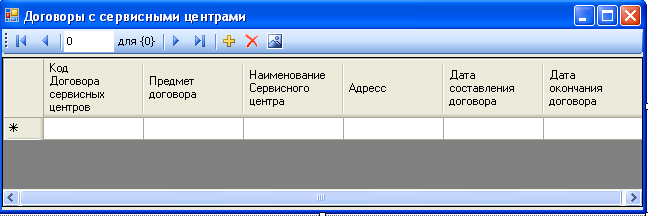 Договоры с сервисными центрами
0 для {0}
Код
Договора
сервисных
центров
Предмет
договора
Наименование
Сервисного
центра
Адресс
Дата
составления
договора
Дата
окончания
договора